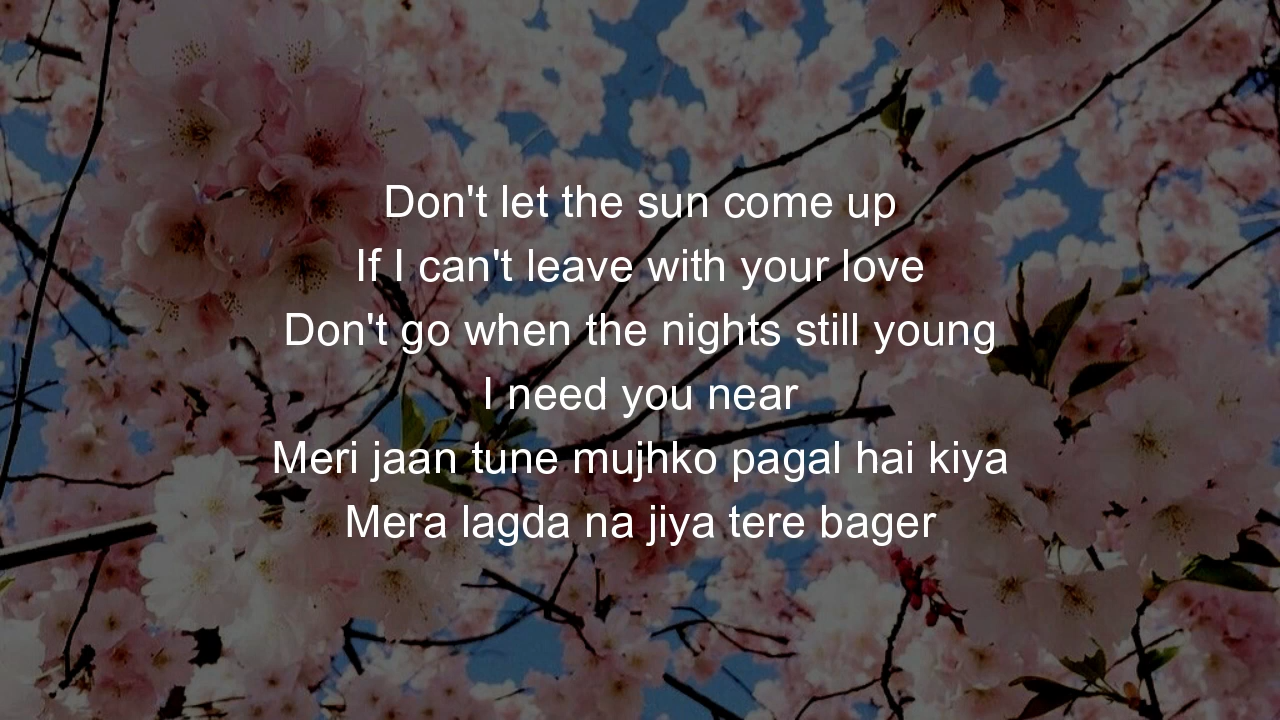 Don't let the sun come up
If I can't leave with your love
Don't go when the nights still young
I need you near
Meri jaan tune mujhko pagal hai kiya
Mera lagda na jiya tere bager